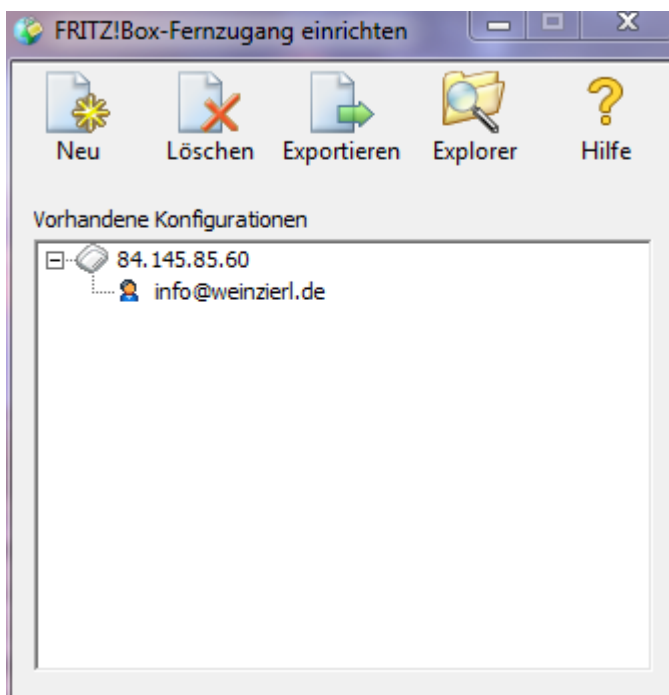 FRITZ!Box-Fernzugang einrichten
Neu Löschen Exportieren Explorer Hilfe
Vorhandene Konfigurationen
84.145.85.60
info@weinzierl.de